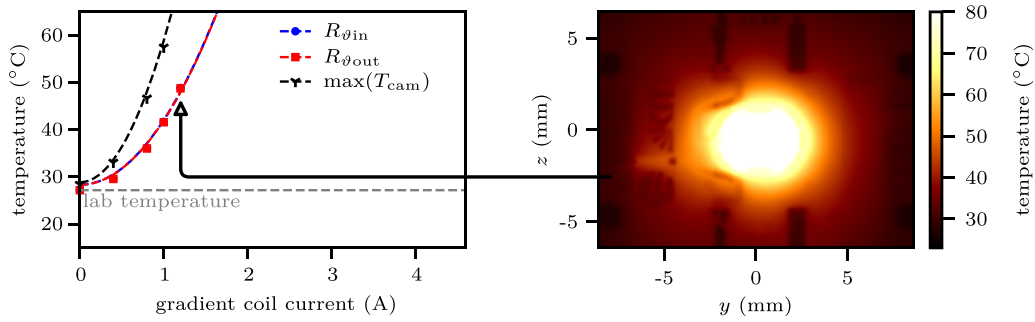 temperature (°C)
60
50
40
30
20
R_ϑin
R_ϑout
max(T_cam)
lab temperature
0
1
2
3
4
gradient coil current (A)
z (mm)
5
0
-5
-5
0
5
y (mm)
80
70
60
50
40
30
temperature (°C)